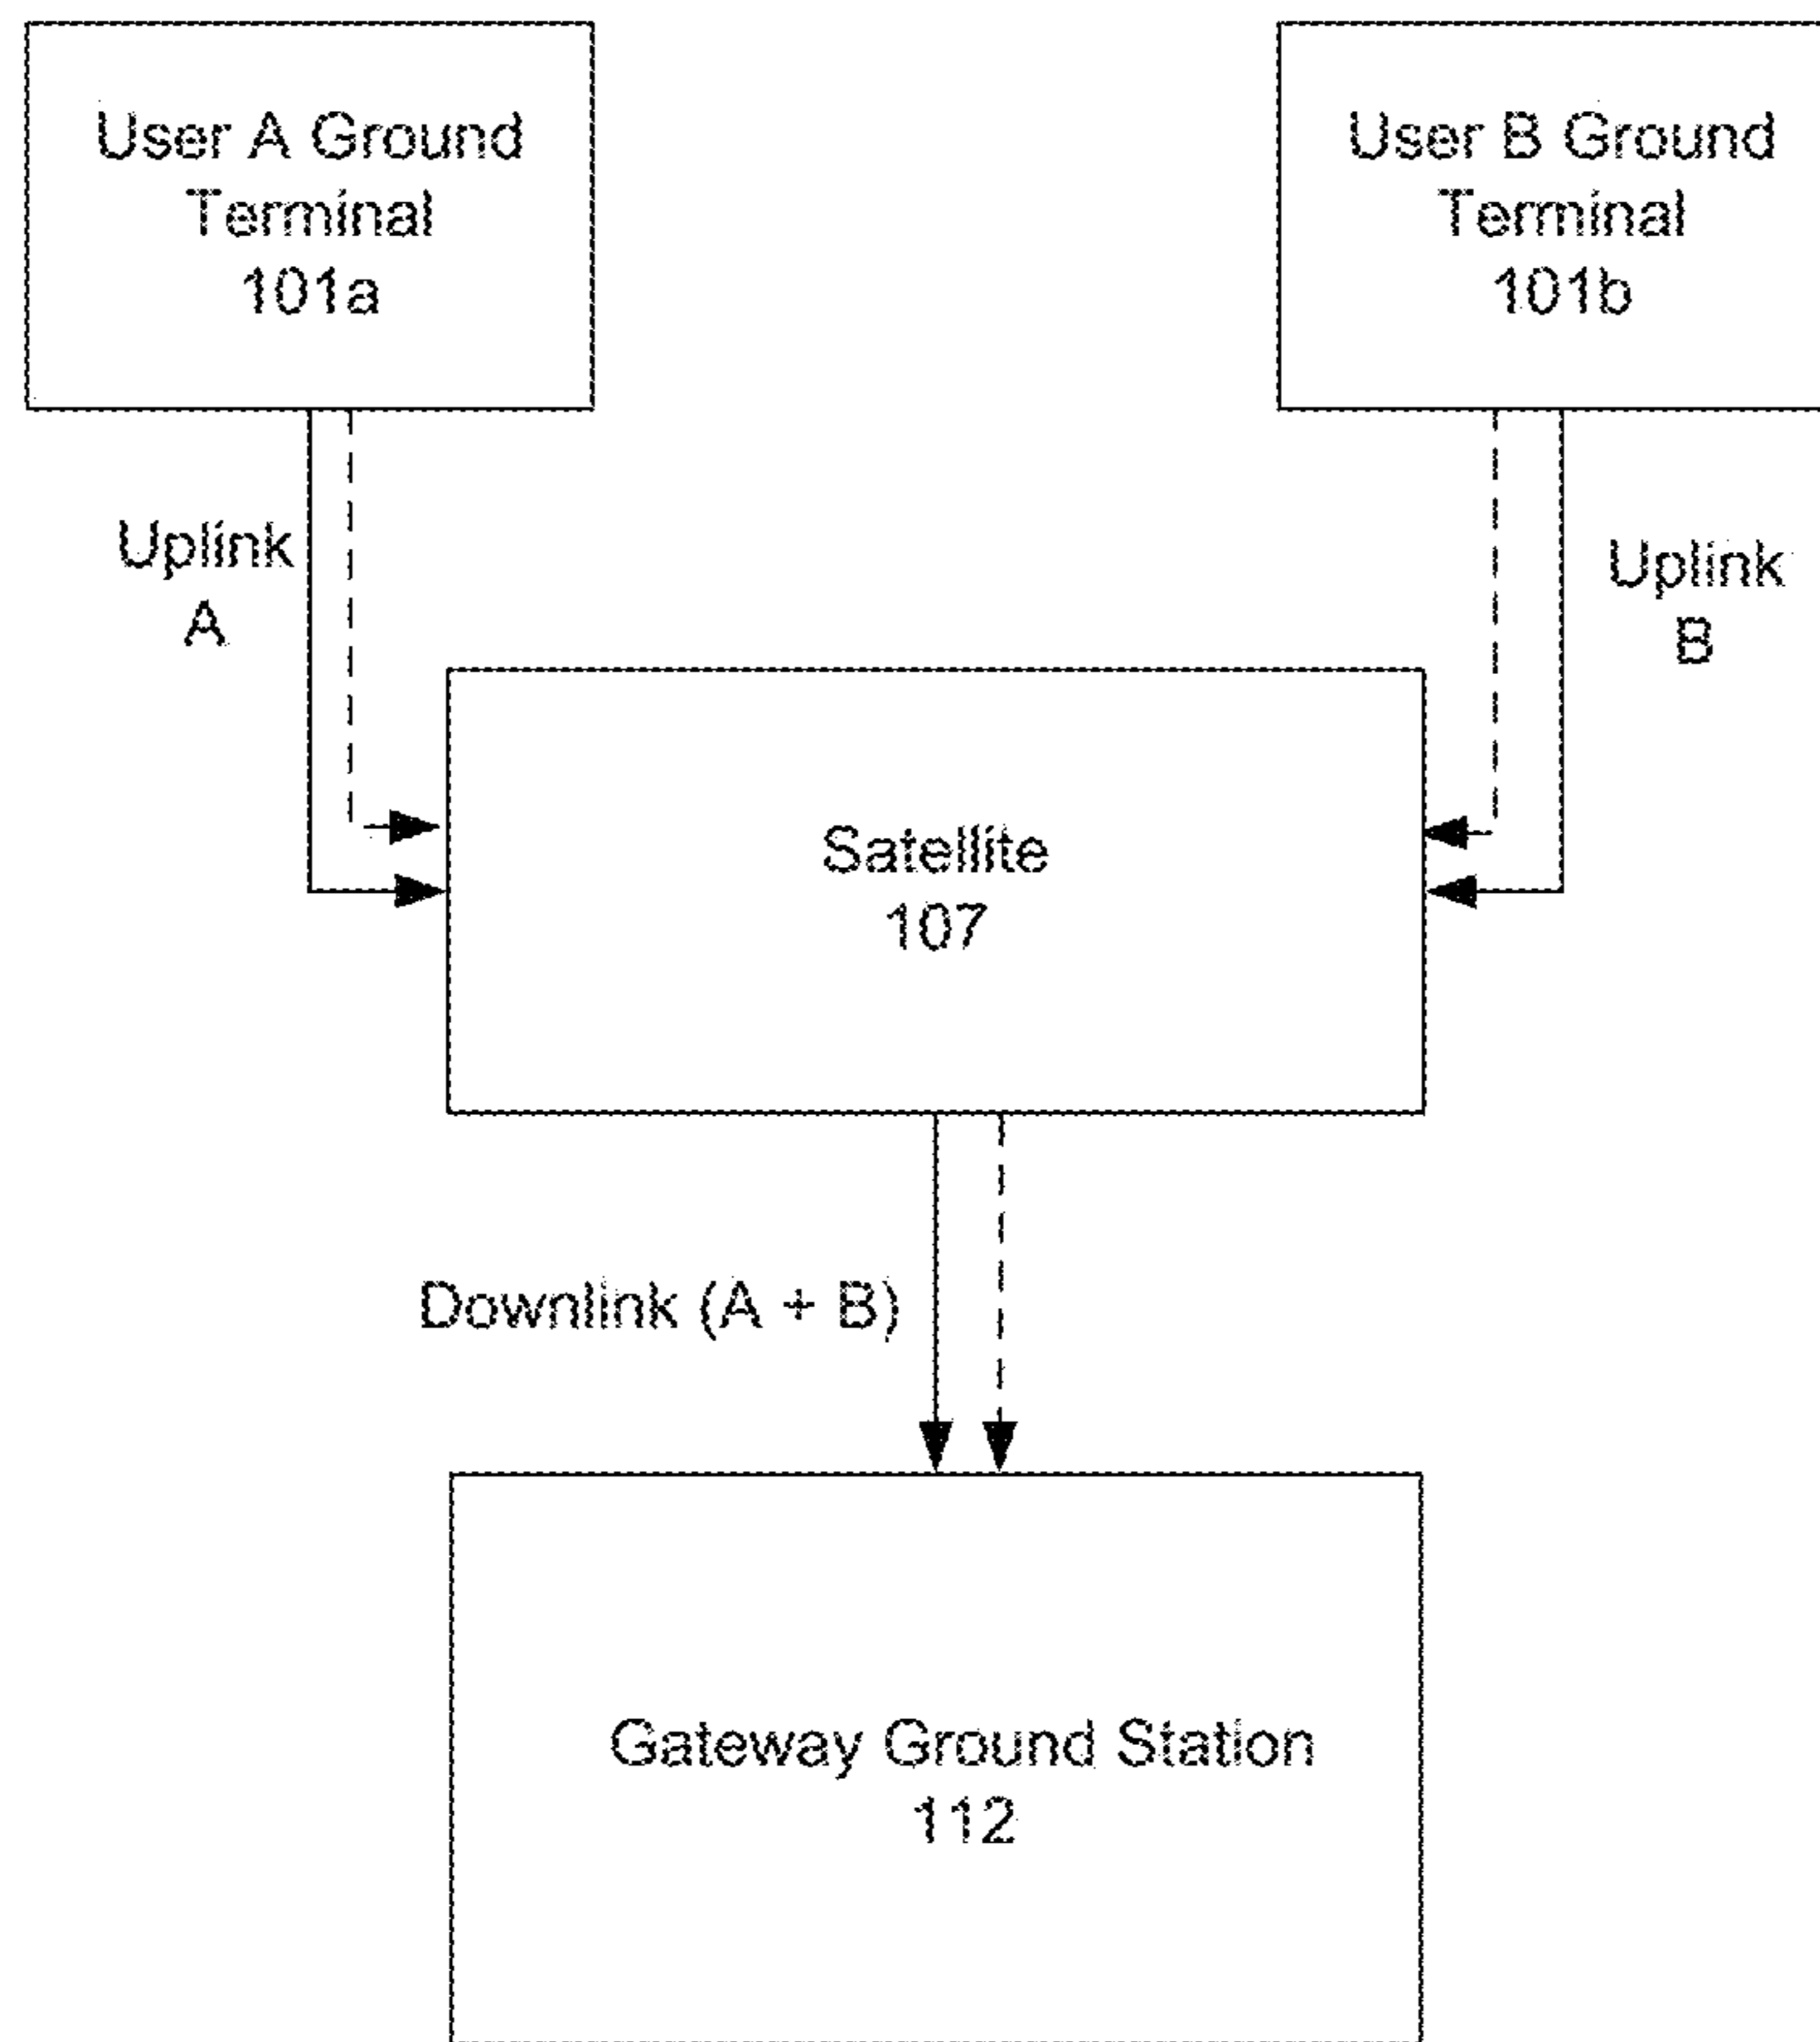 User A Ground
Terminal
101a
User B Ground
Terminal
101b
Uplink
A
Uplink
B
Satellite
107
Downlink (A + B)
Gateway Ground Station
112